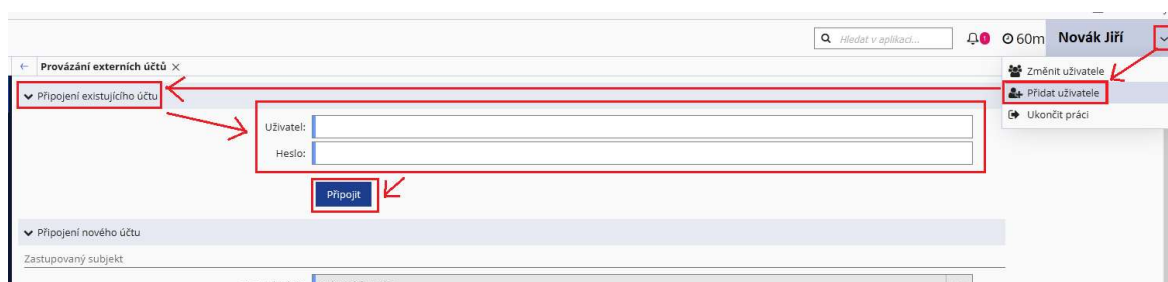 Hledat v aplikaci...
1
60m
Novák Jiří
← Provázání externích účtů ×
Změnit uživatele
Připojení existujícího účtu
Přidat uživatele
Uživatel:
Ukončit práci
Heslo:
Připojit
Připojení nového účtu
Zastupovaný subjekt